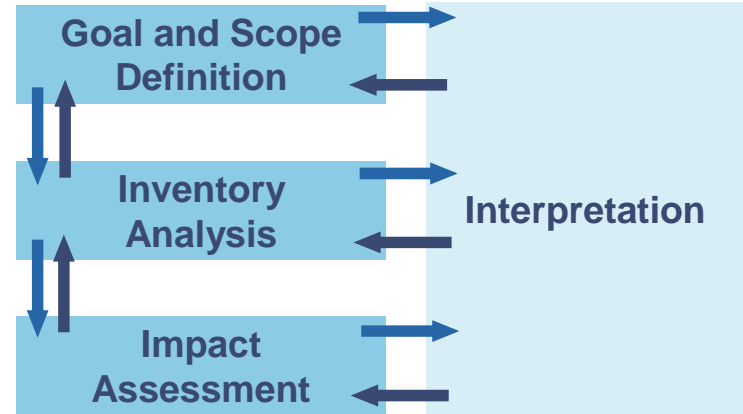 Goal and Scope
Definition
Inventory
Analysis
Interpretation
Impact
Assessment